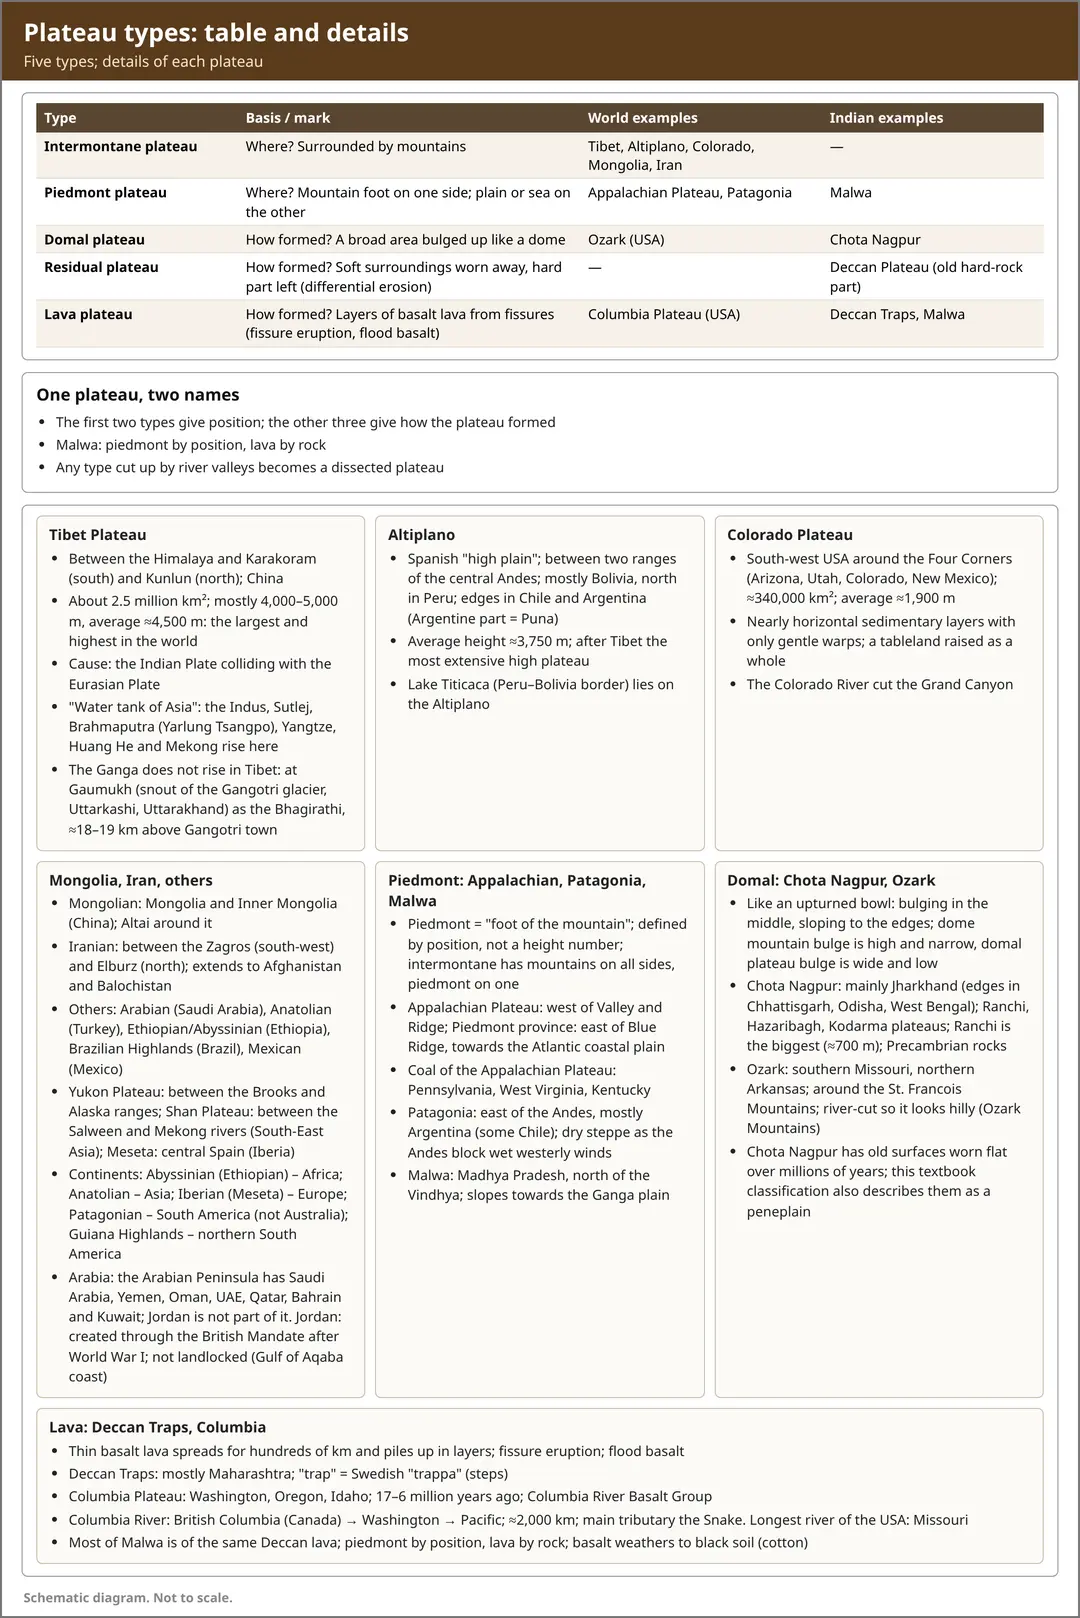 Plateau types: table and details
Five types; details of each plateau
Type Basis / mark World examples Indian examples
Intermontane plateau Where? Surrounded by mountains Tibet, Altiplano, Colorado, —
Mongolia, Iran
Piedmont plateau Where? Mountain foot on one side; plain or sea on Appalachian Plateau, Patagonia Malwa
the other
Domal plateau How formed? A broad area bulged up like a dome Ozark (USA) Chota Nagpur
Residual plateau How formed? Soft surroundings worn away, hard — Deccan Plateau (old hard-rock
part left (differential erosion) part)
Lava plateau How formed? Layers of basalt lava from fissures Columbia Plateau (USA) Deccan Traps, Malwa
(fissure eruption, flood basalt)
One plateau, two names
• The first two types give position; the other three give how the plateau formed
• Malwa: piedmont by position, lava by rock
• Any type cut up by river valleys becomes a dissected plateau
Tibet Plateau
• Between the Himalaya and Karakoram
(south) and Kunlun (north); China
• About 2.5 million km²; mostly 4,000–5,000
m, average ≈4,500 m: the largest and
highest in the world
• Cause: the Indian Plate colliding with the
Eurasian Plate
• "Water tank of Asia": the Indus, Sutlej,
Brahmaputra (Yarlung Tsangpo), Yangtze,
Huang He and Mekong rise here
• The Ganga does not rise in Tibet: at
Gaumukh (snout of the Gangotri glacier,
Uttarkashi, Uttarakhand) as the Bhagirathi,
≈18–19 km above Gangotri town
Altiplano
• Spanish "high plain"; between two ranges
of the central Andes; mostly Bolivia, north
in Peru; edges in Chile and Argentina
(Argentine part = Puna)
• Average height ≈3,750 m; after Tibet the
most extensive high plateau
• Lake Titicaca (Peru–Bolivia border) lies on
the Altiplano
Colorado Plateau
• South-west USA around the Four Corners
(Arizona, Utah, Colorado, New Mexico);
≈340,000 km²; average ≈1,900 m
• Nearly horizontal sedimentary layers with
only gentle warps; a tableland raised as a
whole
• The Colorado River cut the Grand Canyon
Mongolia, Iran, others
• Mongolian: Mongolia and Inner Mongolia
(China); Altai around it
• Iranian: between the Zagros (south-west)
and Elburz (north); extends to Afghanistan
and Balochistan
• Others: Arabian (Saudi Arabia), Anatolian
(Turkey), Ethiopian/Abyssinian (Ethiopia),
Brazilian Highlands (Brazil), Mexican
(Mexico)
• Yukon Plateau: between the Brooks and
Alaska ranges; Shan Plateau: between the
Salween and Mekong rivers (South-East
Asia); Meseta: central Spain (Iberia)
• Continents: Abyssinian (Ethiopian) – Africa;
Anatolian – Asia; Iberian (Meseta) – Europe;
Patagonian – South America (not Australia);
Guiana Highlands – northern South
America
• Arabia: the Arabian Peninsula has Saudi
Arabia, Yemen, Oman, UAE, Qatar, Bahrain
and Kuwait; Jordan is not part of it. Jordan:
created through the British Mandate after
World War I; not landlocked (Gulf of Aqaba
coast)
Piedmont: Appalachian, Patagonia,
Malwa
• Piedmont = "foot of the mountain"; defined
by position, not a height number;
intermontane has mountains on all sides,
piedmont on one
• Appalachian Plateau: west of Valley and
Ridge; Piedmont province: east of Blue
Ridge, towards the Atlantic coastal plain
• Coal of the Appalachian Plateau:
Pennsylvania, West Virginia, Kentucky
• Patagonia: east of the Andes, mostly
Argentina (some Chile); dry steppe as the
Andes block wet westerly winds
• Malwa: Madhya Pradesh, north of the
Vindhya; slopes towards the Ganga plain
Domal: Chota Nagpur, Ozark
• Like an upturned bowl: bulging in the
middle, sloping to the edges; dome
mountain bulge is high and narrow, domal
plateau bulge is wide and low
• Chota Nagpur: mainly Jharkhand (edges in
Chhattisgarh, Odisha, West Bengal); Ranchi,
Hazaribagh, Kodarma plateaus; Ranchi is
the biggest (≈700 m); Precambrian rocks
• Ozark: southern Missouri, northern
Arkansas; around the St. Francois
Mountains; river-cut so it looks hilly (Ozark
Mountains)
• Chota Nagpur has old surfaces worn flat
over millions of years; this textbook
classification also describes them as a
peneplain
Lava: Deccan Traps, Columbia
• Thin basalt lava spreads for hundreds of km and piles up in layers; fissure eruption; flood basalt
• Deccan Traps: mostly Maharashtra; "trap" = Swedish "trappa" (steps)
• Columbia Plateau: Washington, Oregon, Idaho; 17–6 million years ago; Columbia River Basalt Group
• Columbia River: British Columbia (Canada) → Washington → Pacific; ≈2,000 km; main tributary the Snake. Longest river of the USA: Missouri
• Most of Malwa is of the same Deccan lava; piedmont by position, lava by rock; basalt weathers to black soil (cotton)
Schematic diagram. Not to scale.